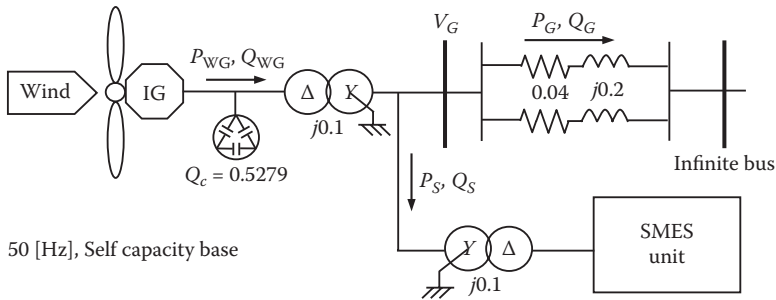 V_G
P_G, Q_G
P_WG, Q_WG
Wind
IG
Δ
K
0.04
j0.2
j0.1
Q_c = 0.5279
Infinite bus
P_S, Q_S
50 [Hz], Self capacity base
Y
Δ
SMES
unit
j0.1